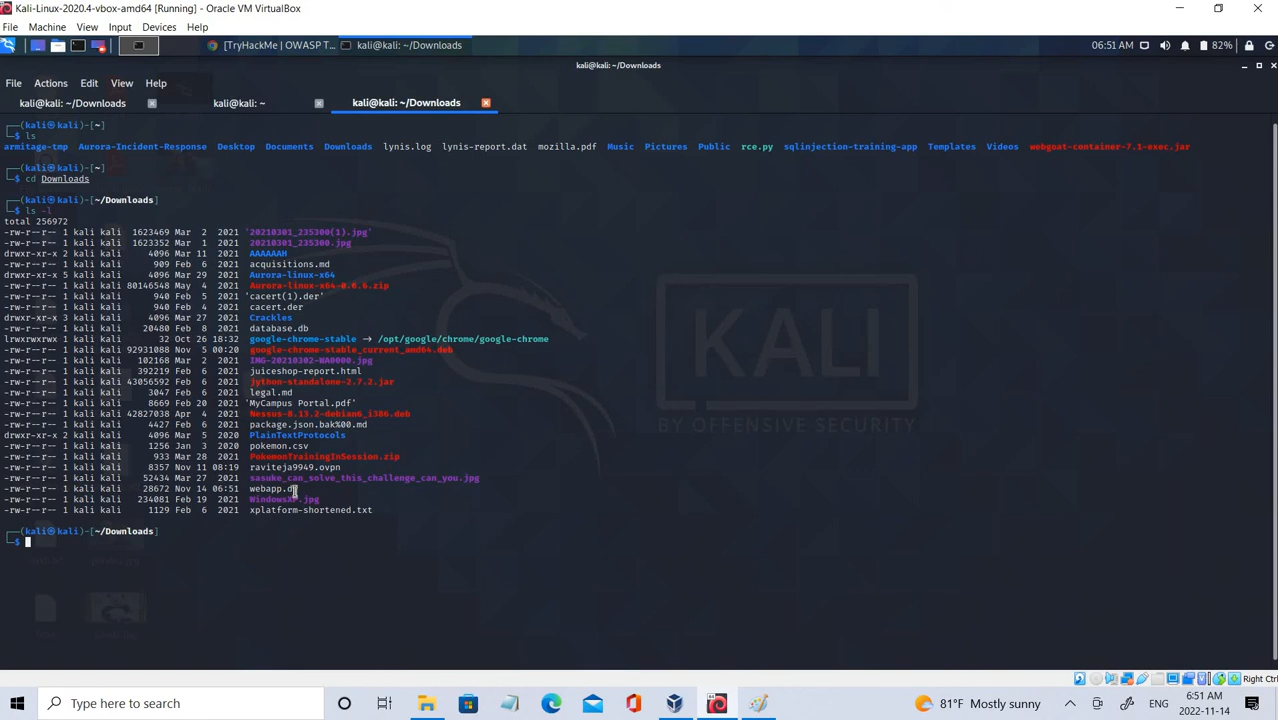 Kali-Linux-2020.4-vbox-amd64 [Running] - Oracle VM VirtualBox
File Machine View Input Devices Help
[TryHackMe | OWASP T... kali@kali: ~/Downloads 06:51 AM 82%
kali@kali: ~/Downloads
File Actions Edit View Help
kali@kali: ~/Downloads kali@kali: ~ kali@kali: ~/Downloads
┌──(kali㉿kali)-[~]
└─$ ls
armitage-tmp Aurora-Incident-Response Desktop Documents Downloads lynis.log lynis-report.dat mozilla.pdf Music Pictures Public rce.py sqlinjection-training-app Templates Videos webgoat-container-7.1-exec.jar
┌──(kali㉿kali)-[~]
└─$ cd Downloads
┌──(kali㉿kali)-[~/Downloads]
└─$ ls -l
total 256972
-rw-r--r-- 1 kali kali 1623469 Mar 2 2021 '20210301_235300(1).jpg'
-rw-r--r-- 1 kali kali 1623352 Mar 1 2021 20210301_235300.jpg
drwxr-xr-x 2 kali kali 4096 Mar 11 2021 AAAAAAH
-rw-r--r-- 1 kali kali 909 Feb 6 2021 acquisitions.md
drwxr-xr-x 5 kali kali 4096 Mar 29 2021 Aurora-linux-x64
-rw-r--r-- 1 kali kali 80146548 May 4 2021 Aurora-linux-x64-0.6.6.zip
-rw-r--r-- 1 kali kali 940 Feb 5 2021 'cacert(1).der'
-rw-r--r-- 1 kali kali 940 Feb 4 2021 cacert.der
drwxr-xr-x 3 kali kali 4096 Mar 27 2021 Crackles
-rw-r--r-- 1 kali kali 20480 Feb 8 2021 database.db
lrwxrwxrwx 1 kali kali 32 Oct 26 18:32 google-chrome-stable → /opt/google/chrome/google-chrome
-rw-r--r-- 1 kali kali 92931088 Nov 5 00:20 google-chrome-stable_current_amd64.deb
-rw-r--r-- 1 kali kali 102168 Mar 2 2021 IMG-20210302-WA0000.jpg
-rw-r--r-- 1 kali kali 392219 Feb 6 2021 juiceshop-report.html
-rw-r--r-- 1 kali kali 43056592 Feb 6 2021 jython-standalone-2.7.2.jar
-rw-r--r-- 1 kali kali 3047 Feb 6 2021 legal.md
-rw-r--r-- 1 kali kali 8669 Feb 20 2021 'MyCampus Portal.pdf'
-rw-r--r-- 1 kali kali 42827038 Apr 4 2021 Nessus-8.13.2-debian6_i386.deb
-rw-r--r-- 1 kali kali 4427 Feb 6 2021 package.json.bak%00.md
drwxr-xr-x 2 kali kali 4096 Mar 5 2020 PlainTextProtocols
-rw-r--r-- 1 kali kali 1256 Jan 3 2020 pokemon.csv
-rw-r--r-- 1 kali kali 933 Mar 28 2021 PokemonTrainingInSession.zip
-rw-r--r-- 1 kali kali 8357 Nov 11 08:19 raviteja9949.ovpn
-rw-r--r-- 1 kali kali 52434 Mar 27 2021 sasuke_can_solve_this_challenge_can_you.jpg
-rw-r--r-- 1 kali kali 28672 Nov 14 06:51
-rw-r--r-- 1 kali kali 234081 Feb 19 2021 WindowsXP.jpg
-rw-r--r-- 1 kali kali 1129 Feb 6 2021 xplatform-shortened.txt
┌──(kali㉿kali)-[~/Downloads]
└─$
KALI
BY OFFENSIVE SECURITY
Right Ctrl
Type here to search 81°F Mostly sunny ENG 6:51 AM
2022-11-14